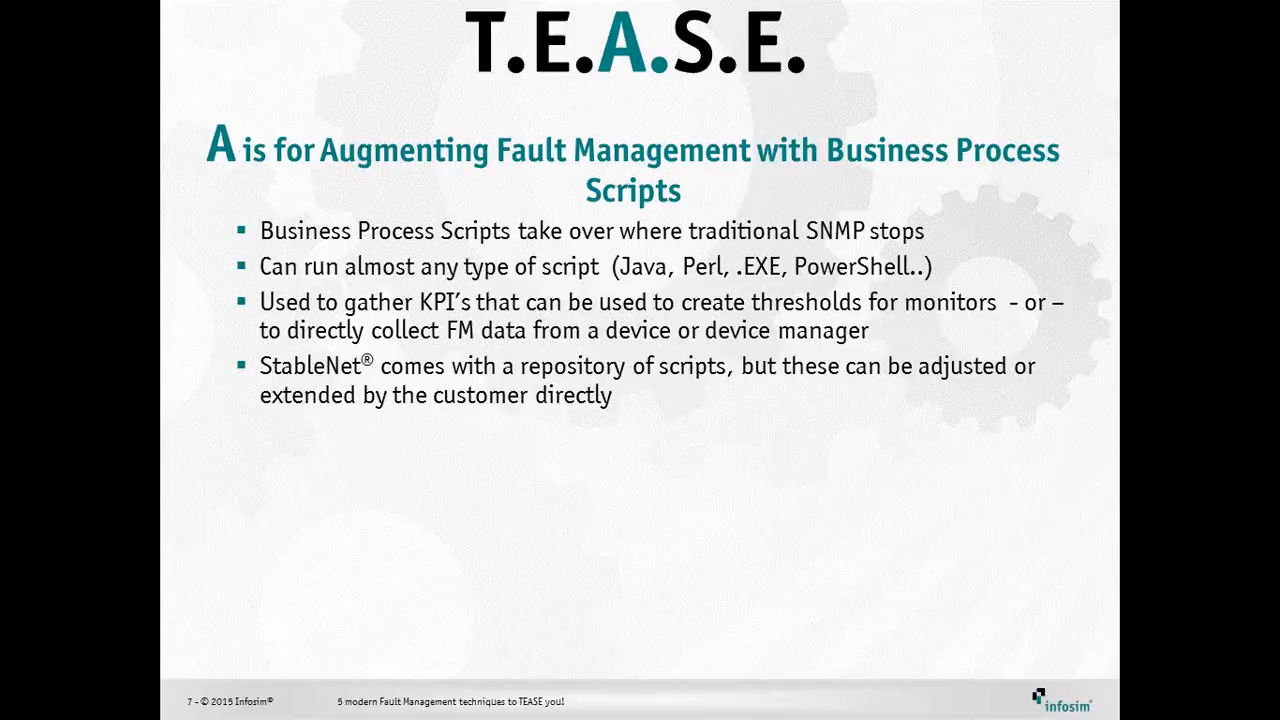 T.E.A.S.E.
A is for Augmenting Fault Management with Business Process
Scripts
▪ Business Process Scripts take over where traditional SNMP stops
▪ Can run almost any type of script (Java, Perl, .EXE, PowerShell..)
▪ Used to gather KPI's that can be used to create thresholds for monitors - or –
to directly collect FM data from a device or device manager
▪ StableNet® comes with a repository of scripts, but these can be adjusted or
extended by the customer directly
7 - © 2015 Infosim® 5 modern Fault Management techniques to TEASE you!
infosim®